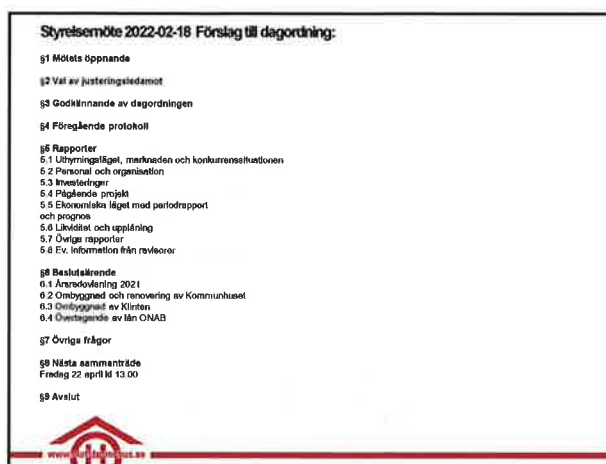 Styrelsemöte 2022-02-18 Förslag till dagordning:
§1 Mötets öppnande
§2 Val av justeringsledamot
§3 Godkännande av dagordningen
§4 Föregående protokoll
§5 Rapporter
5.1 Uthyrningsläget, marknaden och konkurrenssituationen
5.2 Personal och organisation
5.3 Investeringar
5.4 Pågående projekt
5.5 Ekonomiska läget med periodrapport
och prognos
5.6 Likviditet och upplåning
5.7 Övriga rapporter
5.8 Ev. information från revisorer
§6 Beslutsärende
6.1 Årsredovisning 2021
6.2 Ombyggnad och renovering av Kommunhuset
6.3 Ombyggnad av Klinten
6.4 Övertagande av lån ONAB
§7 Övriga frågor
§8 Nästa sammanträde
Fredag 22 april kl 13.00
§9 Avslut